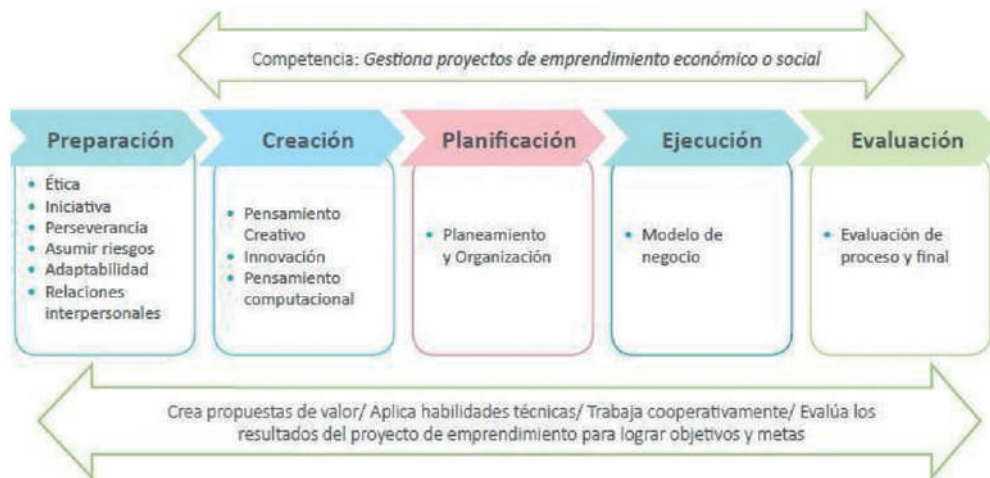 Competencia: Gestiona proyectos de emprendimiento económico o social
Preparación
Creación
Planificación
Ejecución
Evaluación
• Ética
• Iniciativa
• Perseverancia
• Asumir riesgos
• Adaptabilidad
• Relaciones
interpersonales
• Pensamiento
Creativo
• Innovación
• Pensamiento
computacional
• Planeamiento
y Organización
• Modelo de
negocio
• Evaluación de
proceso y final
Crea propuestas de valor/ Aplica habilidades técnicas/ Trabaja cooperativamente/ Evalúa los
resultados del proyecto de emprendimiento para lograr objetivos y metas